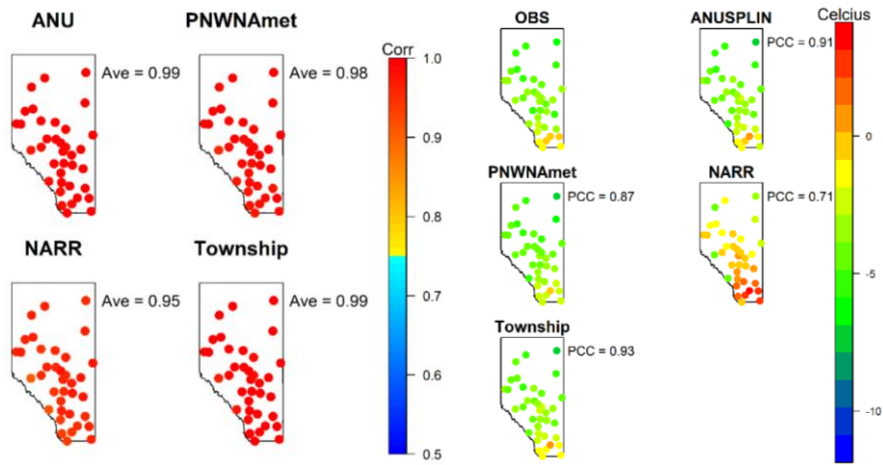 ANU
PNWNAmet
Corr
Ave = 0.99
Ave = 0.98
1.0
0.9
0.8
0.7
0.6
0.5
NARR
Township
Ave = 0.95
Ave = 0.99
OBS
ANUSPLIN
Celcius
PCC = 0.91
PNWNAmet
NARR
PCC = 0.87
PCC = 0.71
Township
PCC = 0.93
0
-5
-10